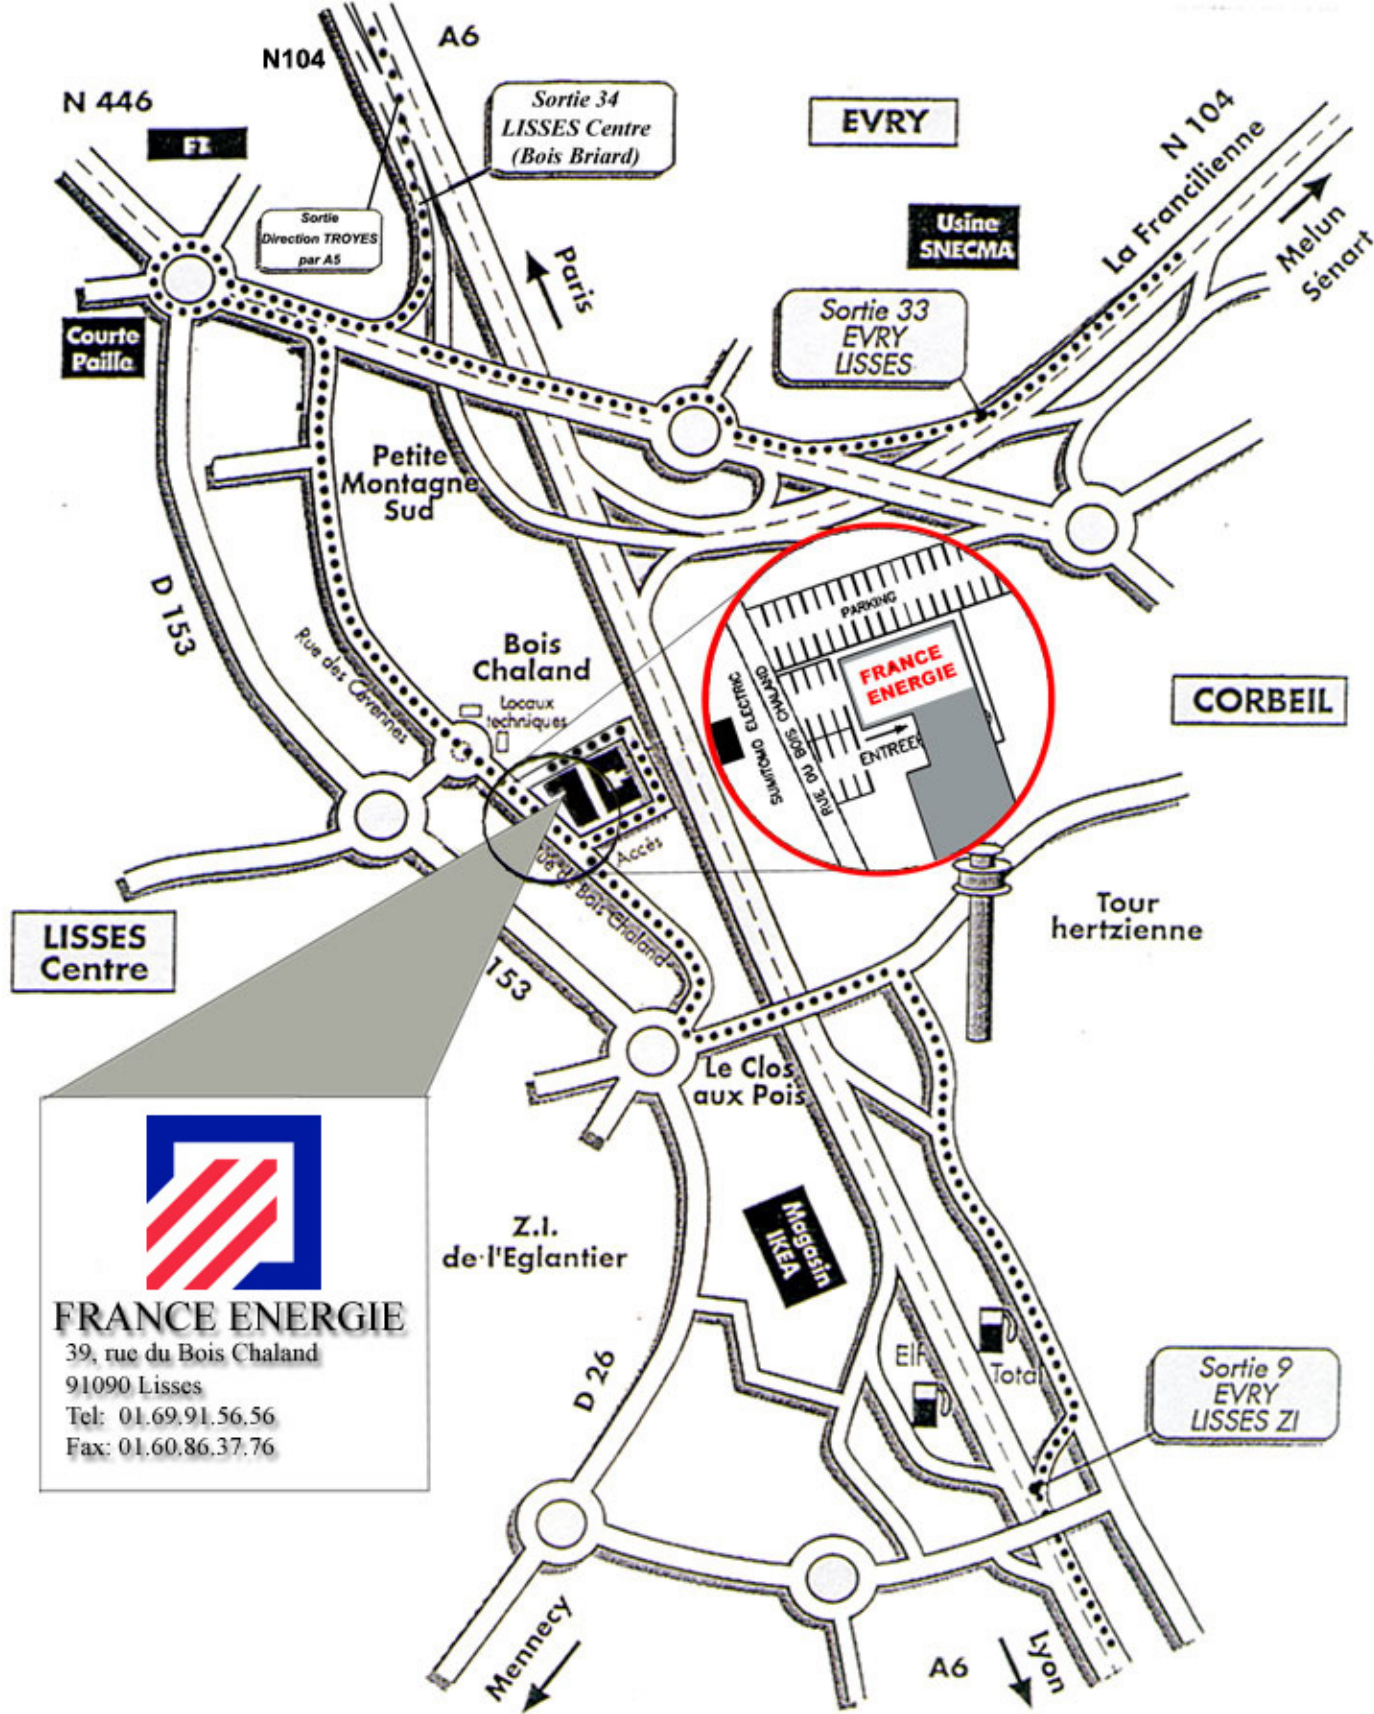 A6
N104
N 446
F1
Sortie 34
LISSES Centre
(Bois Briard)
EVRY
N 104
La Francilienne
Sortie
Direction TROYES
par A5
Usine
SNECMA
Melun
Sénart
Paris
Courte
Paille
Sortie 33
EVRY
LISSES
Petite
Montagne
Sud
D 153
Rue des Cévennes
Bois
Chaland
Locaux
techniques
PARKING
FRANCE
ENERGIE
ENTREE
SUMITOMO ELECTRIC
RUE DU BOIS CHALAND
CORBEIL
Accès
Rue de Bois Chaland
Tour
hertzienne
LISSES
Centre
153
Le Clos
aux Pois
Magasin
IKEA
Z.I.
de l'Eglantier
FRANCE ENERGIE
39, rue du Bois Chaland
91090 Lisses
Tel: 01.69.91.56.56
Fax: 01.60.86.37.76
D 26
Elf
Total
Sortie 9
EVRY
LISSES ZI
Mennecy
A6
Lyon